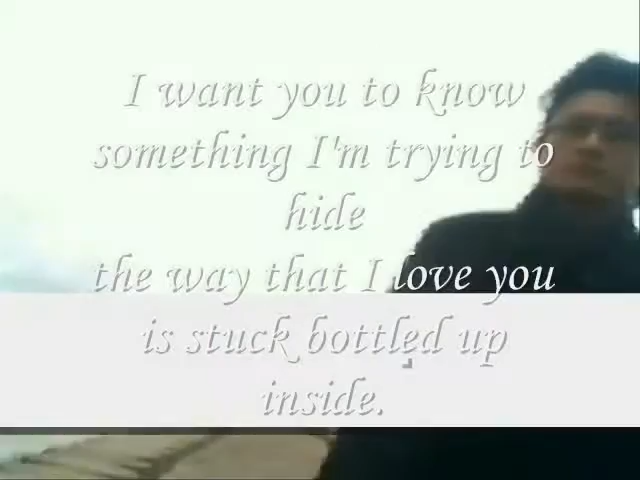 I want you to know
something I'm trying to
hide
the way that I love you
is stuck bottled up
inside.